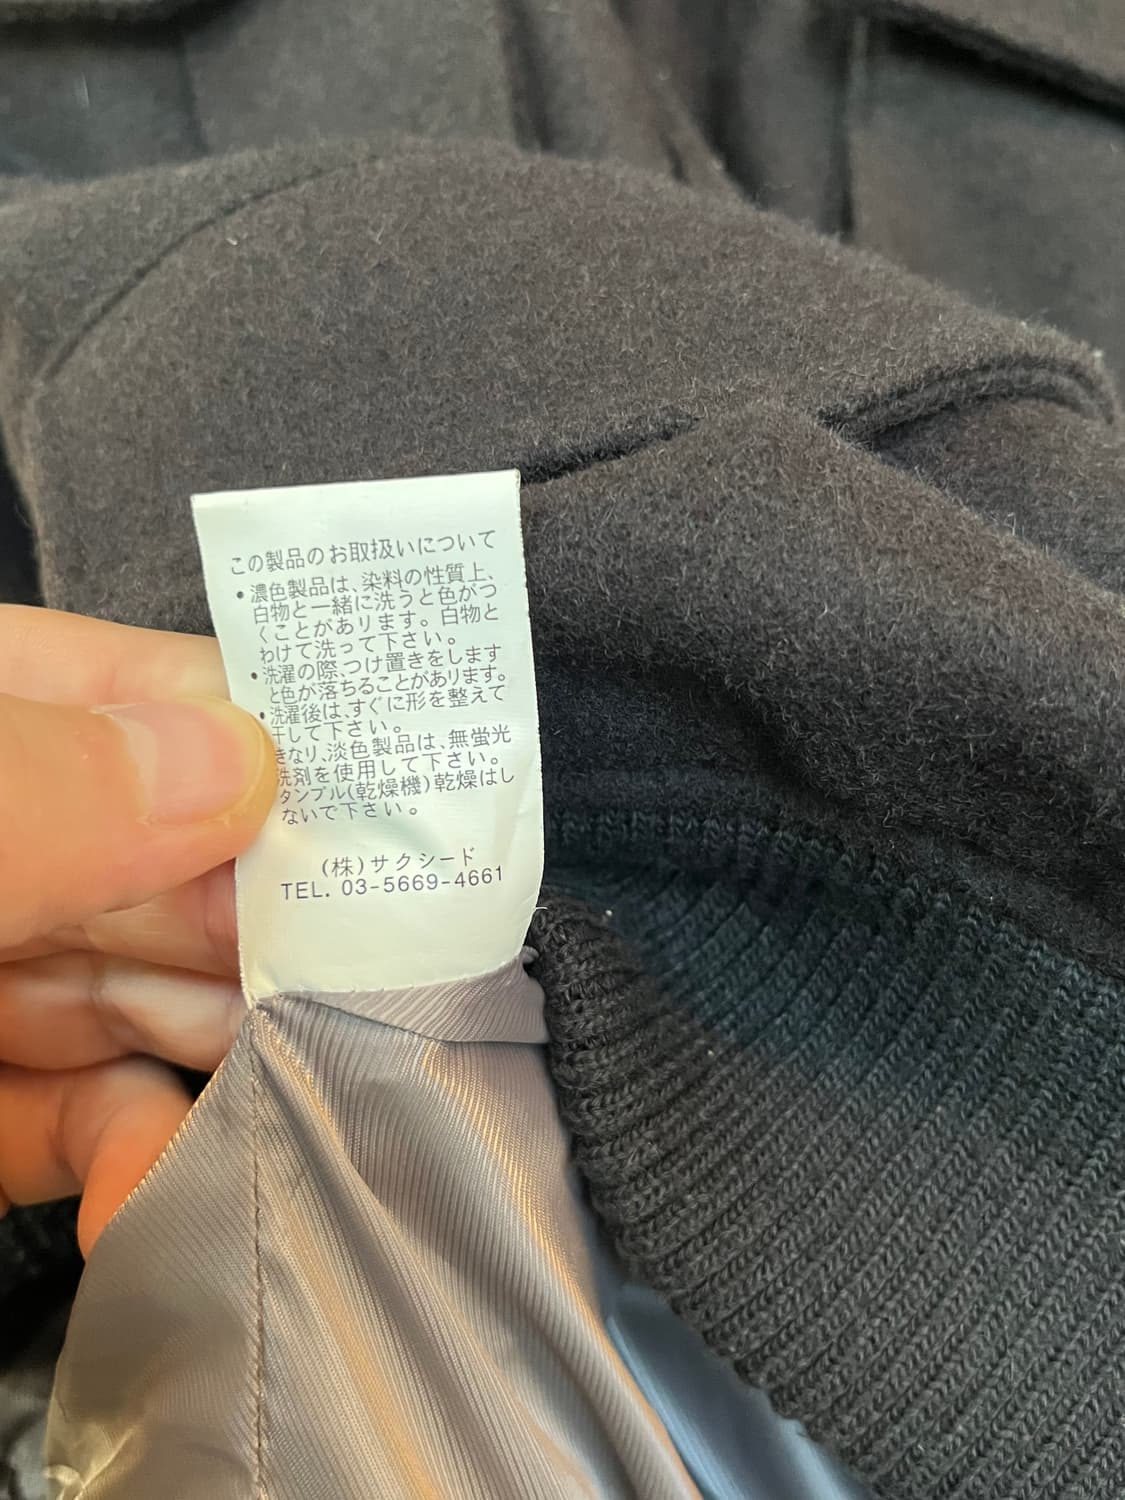 この製品のお取扱いについて
・濃色製品は、染料の性質上、
白物と一緒に洗うと色がつ
くことがあります。白物と
わけて洗って下さい。
・洗濯の際、つけ置きをします
と色が落ちることがあります。
・洗濯後は、すぐに形を整えて
干して下さい。
きなり、淡色製品は、無蛍光
洗剤を使用して下さい。
タンブル(乾燥機)乾燥はし
ないで下さい。
(株)サクシード
TEL. 03-5669-4661